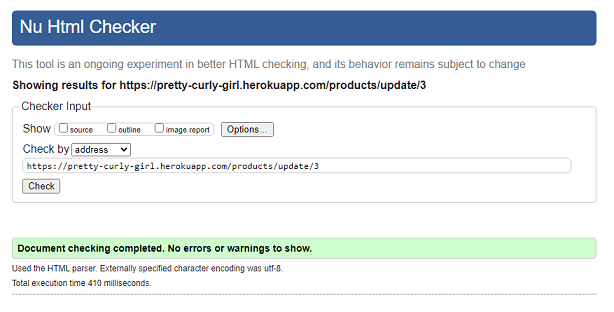 Nu Html Checker
This tool is an ongoing experiment in better HTML checking, and its behavior remains subject to change
Showing results for https://pretty-curly-girl.herokuapp.com/products/update/3
Checker Input
Show source outline image report Options...
Check by address
https://pretty-curly-girl.herokuapp.com/products/update/3
Check
Document checking completed. No errors or warnings to show.
Used the HTML parser. Externally specified character encoding was utf-8.
Total execution time 410 milliseconds.